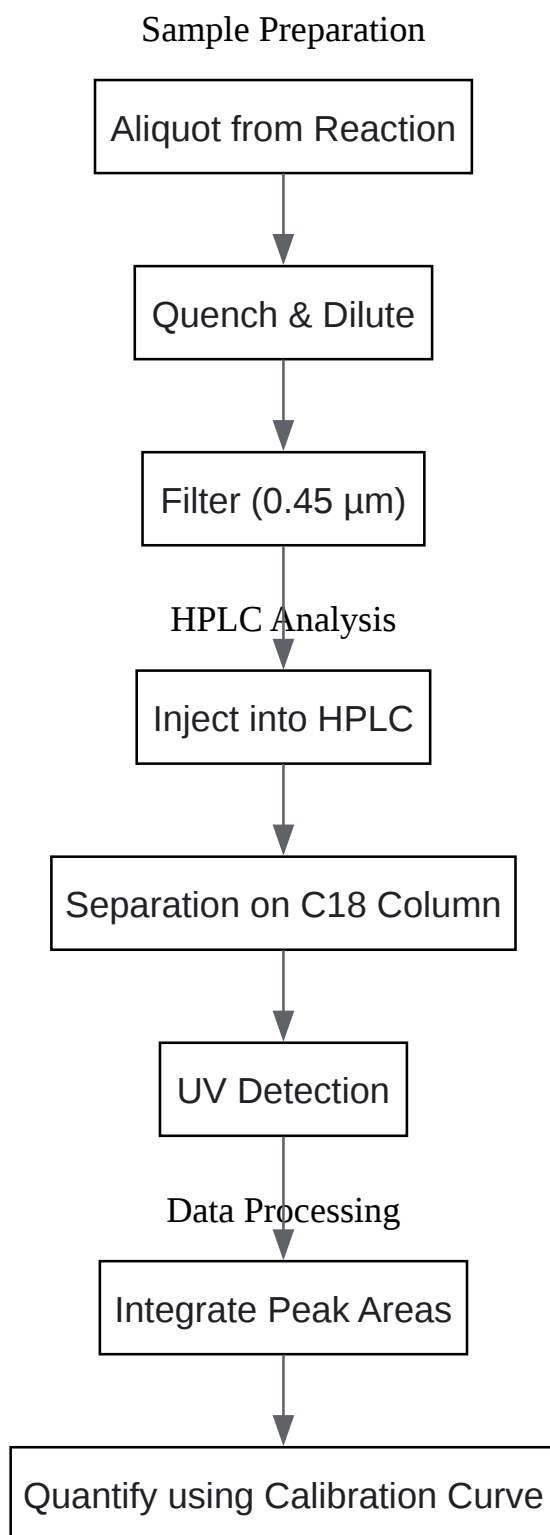 Sample Preparation
Aliquot from Reaction
Quench & Dilute
Filter (0.45 µm)
HPLC Analysis
Inject into HPLC
Separation on C18 Column
UV Detection
Data Processing
Integrate Peak Areas
Quantify using Calibration Curve